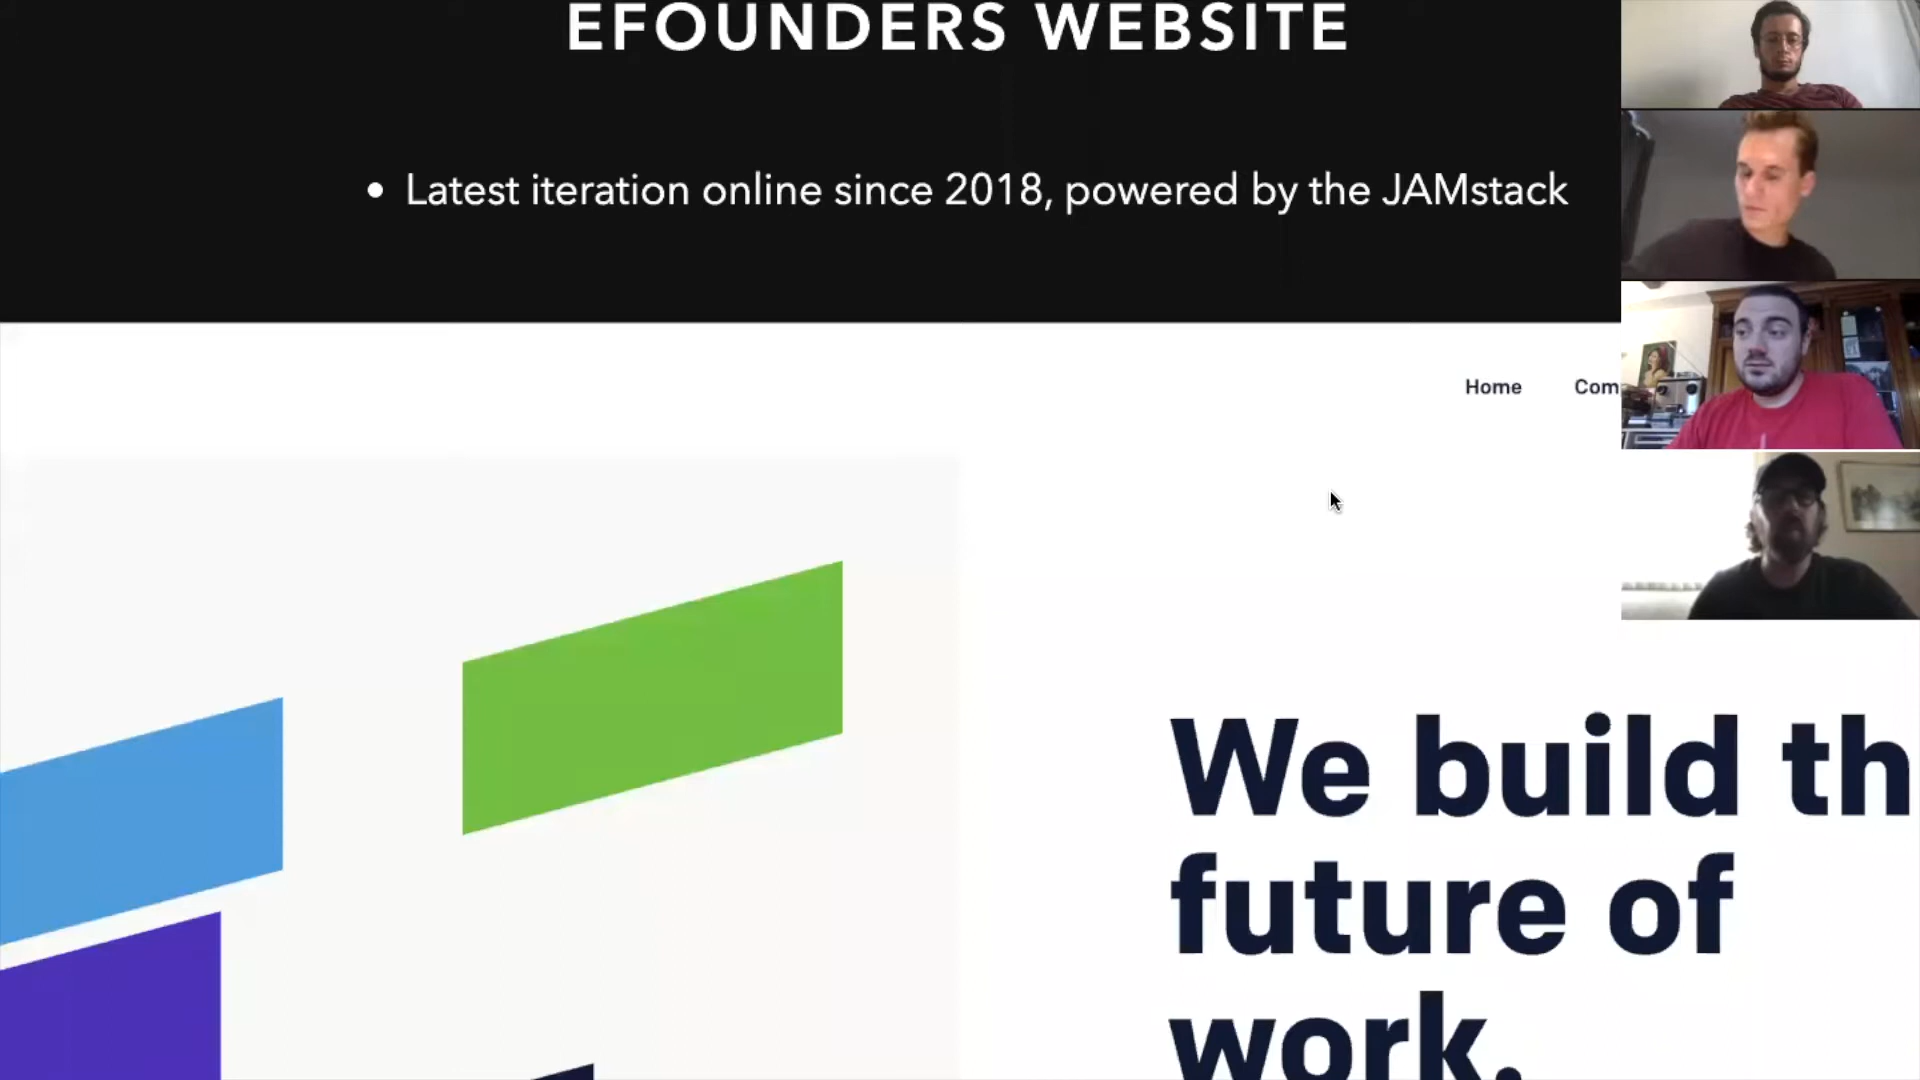 EFOUNDERS WEBSITE
• Latest iteration online since 2018, powered by the JAMstack
Home Com
We build th
future of
work.